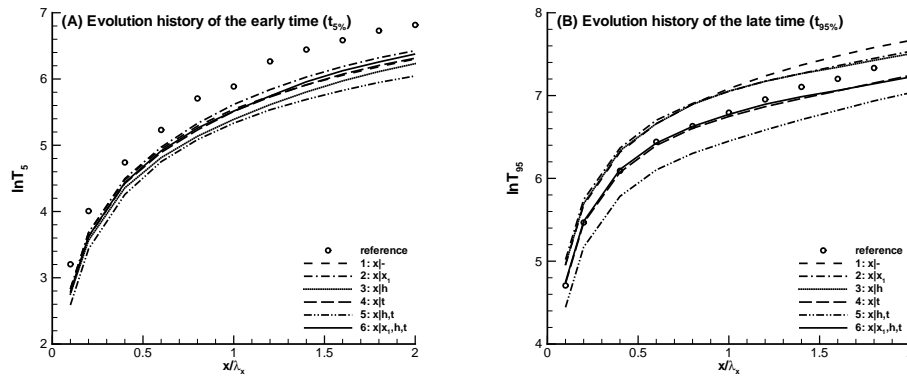 (A) Evolution history of the early time (t5%)
7
6
5
4
3
2
lnT5
0
0.5
1
1.5
2
x/λx
reference
1: x|-
2: x|x1
3: x|h
4: x|t
5: x|h,t
6: x|x1,h,t
(B) Evolution history of the late time (t95%)
8
7
6
5
4
lnT95
0
0.5
1
1.5
2
x/λx
reference
1: x|-
2: x|x1
3: x|h
4: x|t
5: x|h,t
6: x|x1,h,t